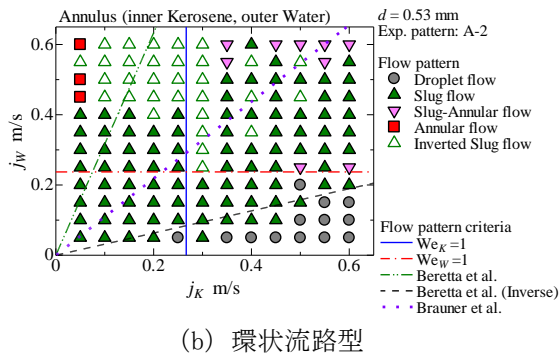 Annulus (inner Kerosene, outer Water)
d = 0.53 mm
Exp. pattern: A-2
Flow pattern
Droplet flow
Slug flow
Slug-Annular flow
Annular flow
Inverted Slug flow
Flow pattern criteria
We_K=1
We_W=1
Beretta et al.
Beretta et al. (Inverse)
Brauner et al.
j_W m/s
0.6
0.4
0.2
0
0 0.2 0.4 0.6
j_K m/s
(b) 環状流路型